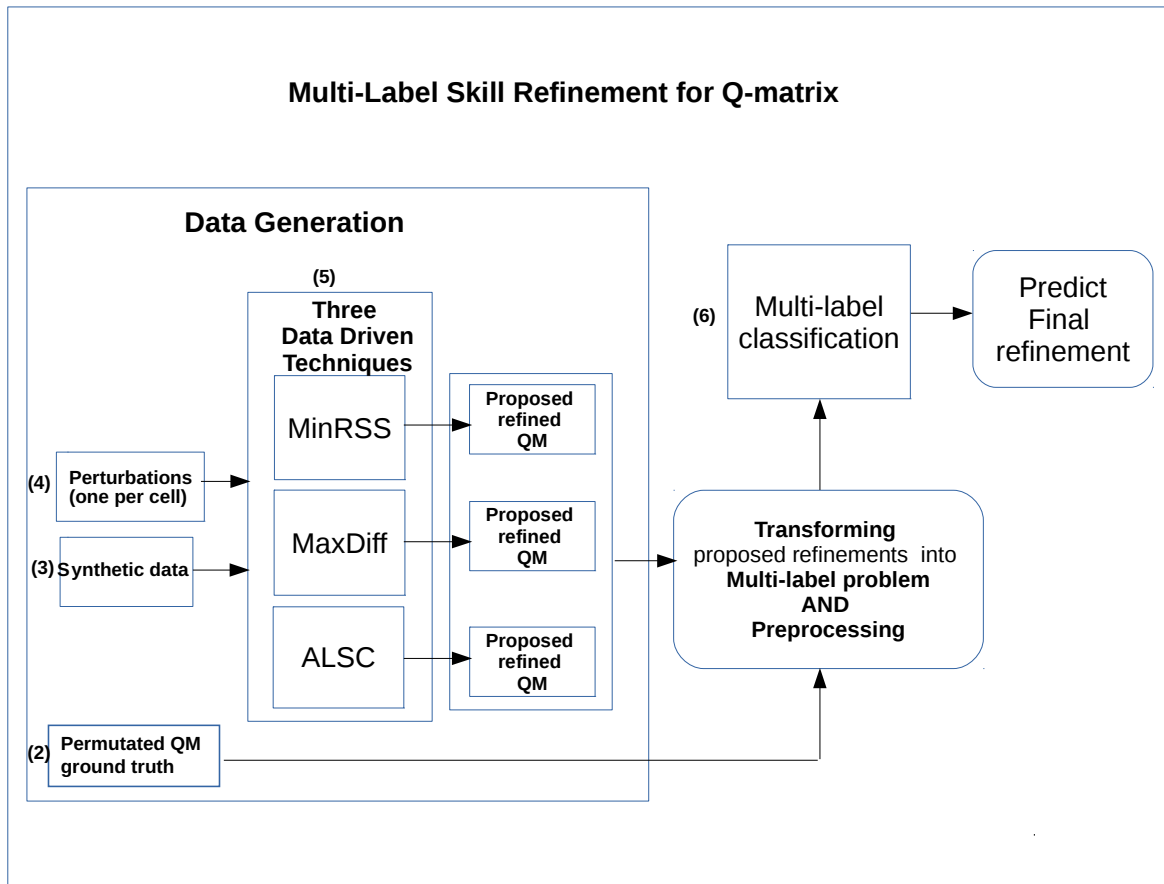 Multi-Label Skill Refinement for Q-matrix
Data Generation
(5)
Three
Data Driven
Techniques
MinRSS
MaxDiff
ALSC
Proposed
refined
QM
Proposed
refined
QM
Proposed
refined
QM
(4)
Perturbations
(one per cell)
(3)
Synthetic data
(2)
Permutated QM
ground truth
(6)
Multi-label
classification
Predict
Final
refinement
Transforming
proposed refinements into
Multi-label problem
AND
Preprocessing